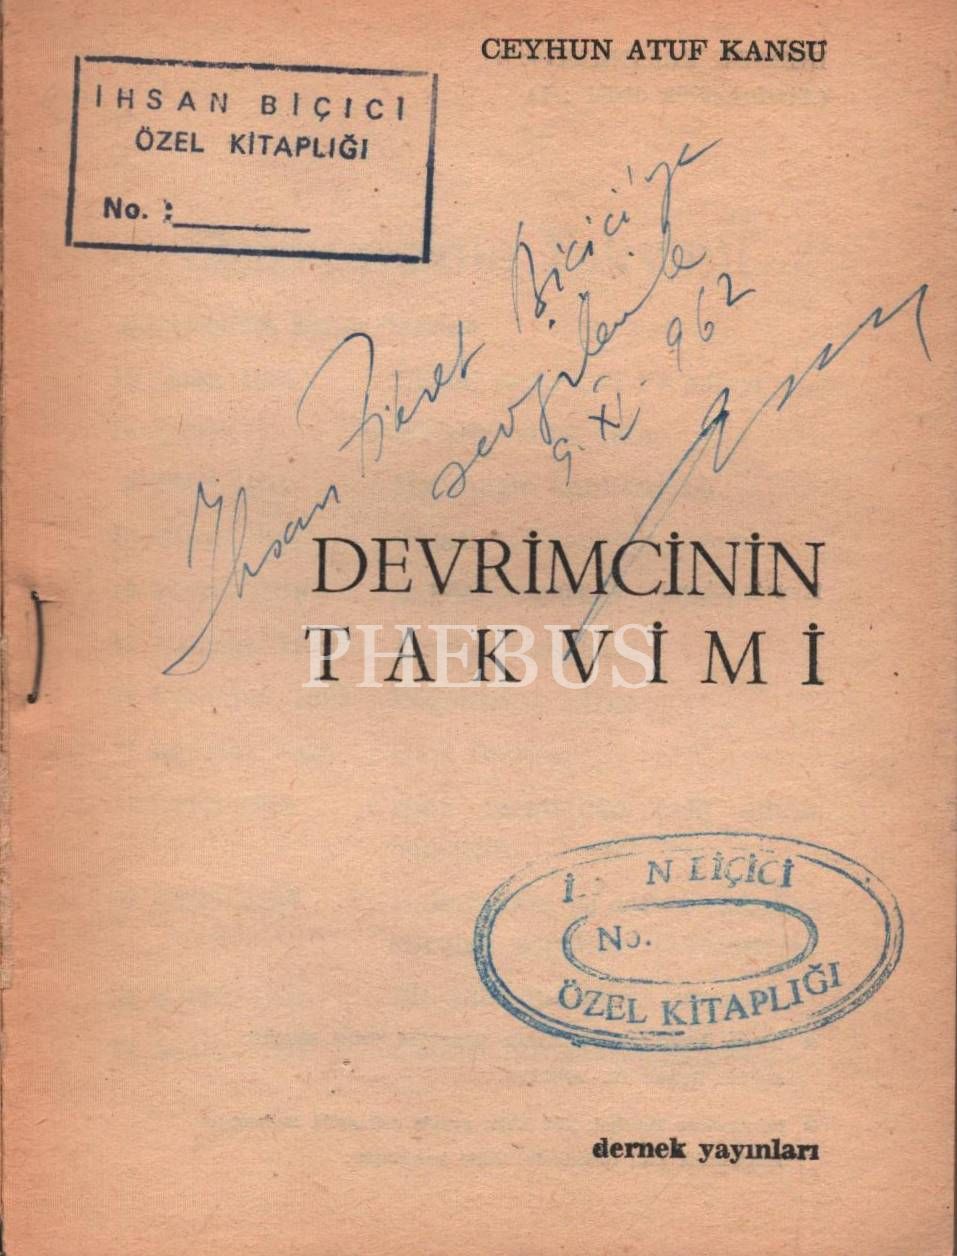 CEYHUN ATUF KANSU
İHSAN BİÇİCİ
ÖZEL KİTAPLIĞI
No. :
İhsan Fikret Biçici'ye
sevgilerimle
9. XI. 962
DEVRİMCİNİN
TAKVİMİ
PHEBUS
N BİÇİCİ
No.
ÖZEL KİTAPLIĞI
dernek yayınları